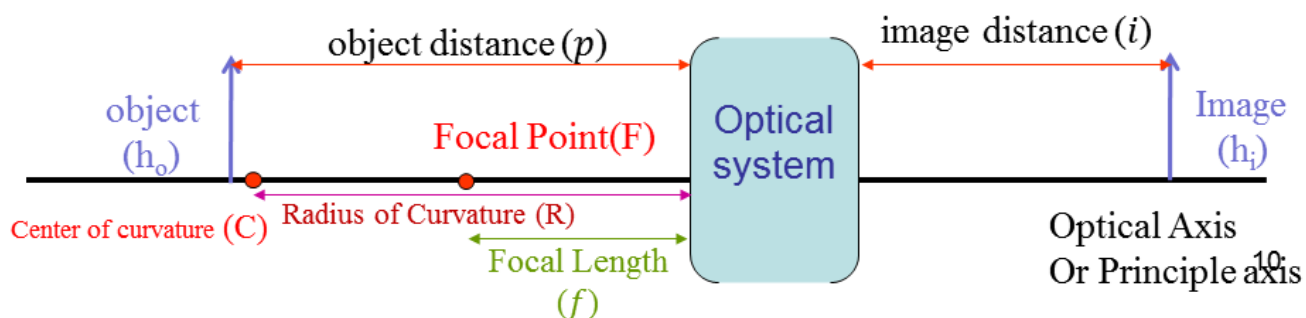 object distance (p)
image distance (i)
object
(hₒ)
Focal Point(F)
Optical
system
Image
(hᵢ)
Center of curvature (C)
Radius of Curvature (R)
Focal Length
(f)
Optical Axis
Or Principle axis
10